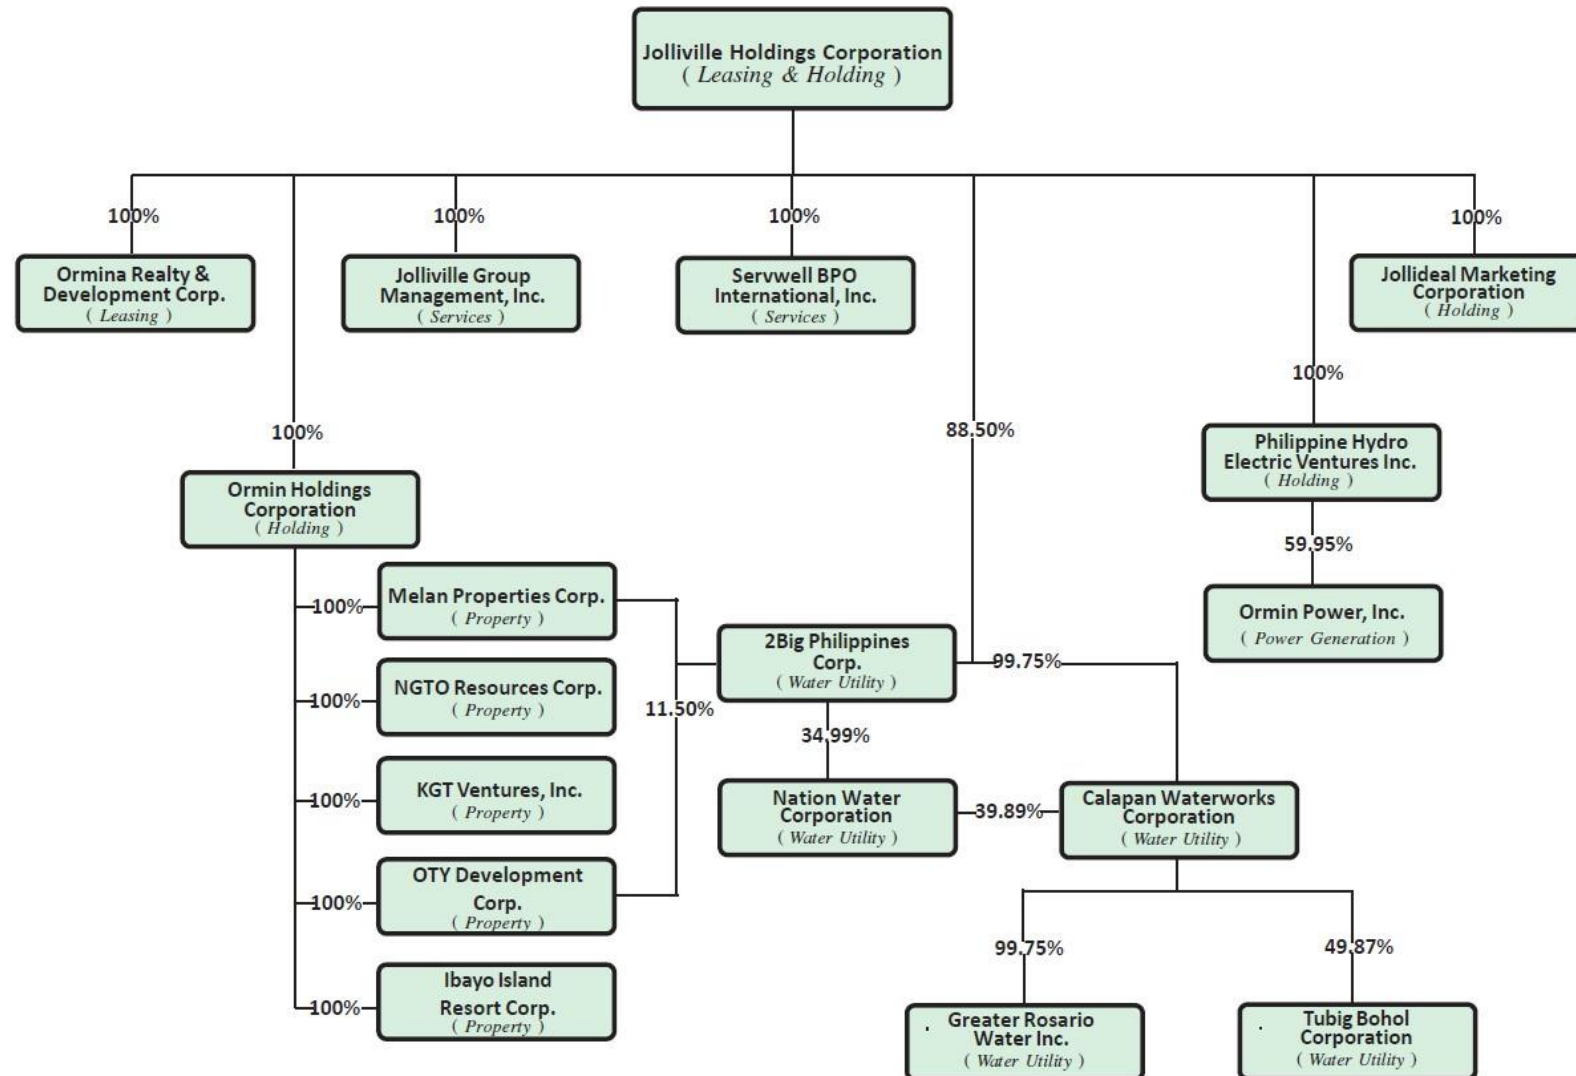 Jolliville Holdings Corporation
( Leasing & Holding )
100%
100%
100%
100%
Ormina Realty &
Development Corp.
( Leasing )
Jolliville Group
Management, Inc.
( Services )
Servwell BPO
International, Inc.
( Services )
Jollideal Marketing
Corporation
( Holding )
100%
100%
88.50%
Philippine Hydro
Electric Ventures Inc.
( Holding )
Ormin Holdings
Corporation
( Holding )
59.95%
100%
Melan Properties Corp.
( Property )
Ormin Power, Inc.
( Power Generation )
2Big Philippines
Corp.
( Water Utility )
99.75%
100%
NGTO Resources Corp.
( Property )
11.50%
34.99%
100%
KGT Ventures, Inc.
( Property )
Nation Water
Corporation
( Water Utility )
39.89%
Calapan Waterworks
Corporation
( Water Utility )
100%
OTY Development
Corp.
( Property )
99.75%
49.87%
100%
Ibayo Island
Resort Corp.
( Property )
Greater Rosario
Water Inc.
( Water Utility )
Tubig Bohol
Corporation
( Water Utility )